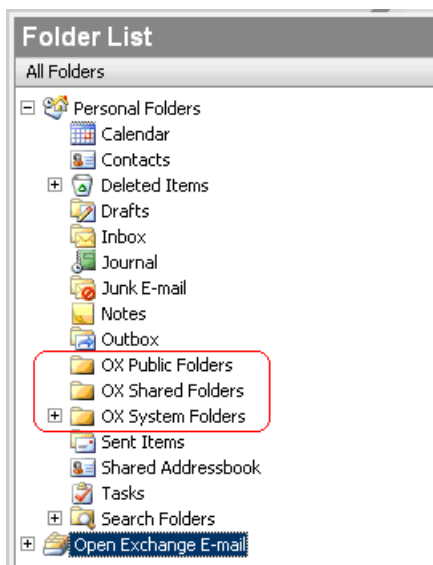 Folder List
All Folders
Personal Folders
Calendar
Contacts
Deleted Items
Drafts
Inbox
Journal
Junk E-mail
Notes
Outbox
OX Public Folders
OX Shared Folders
OX System Folders
Sent Items
Shared Addressbook
Tasks
Search Folders
Open Exchange E-mail